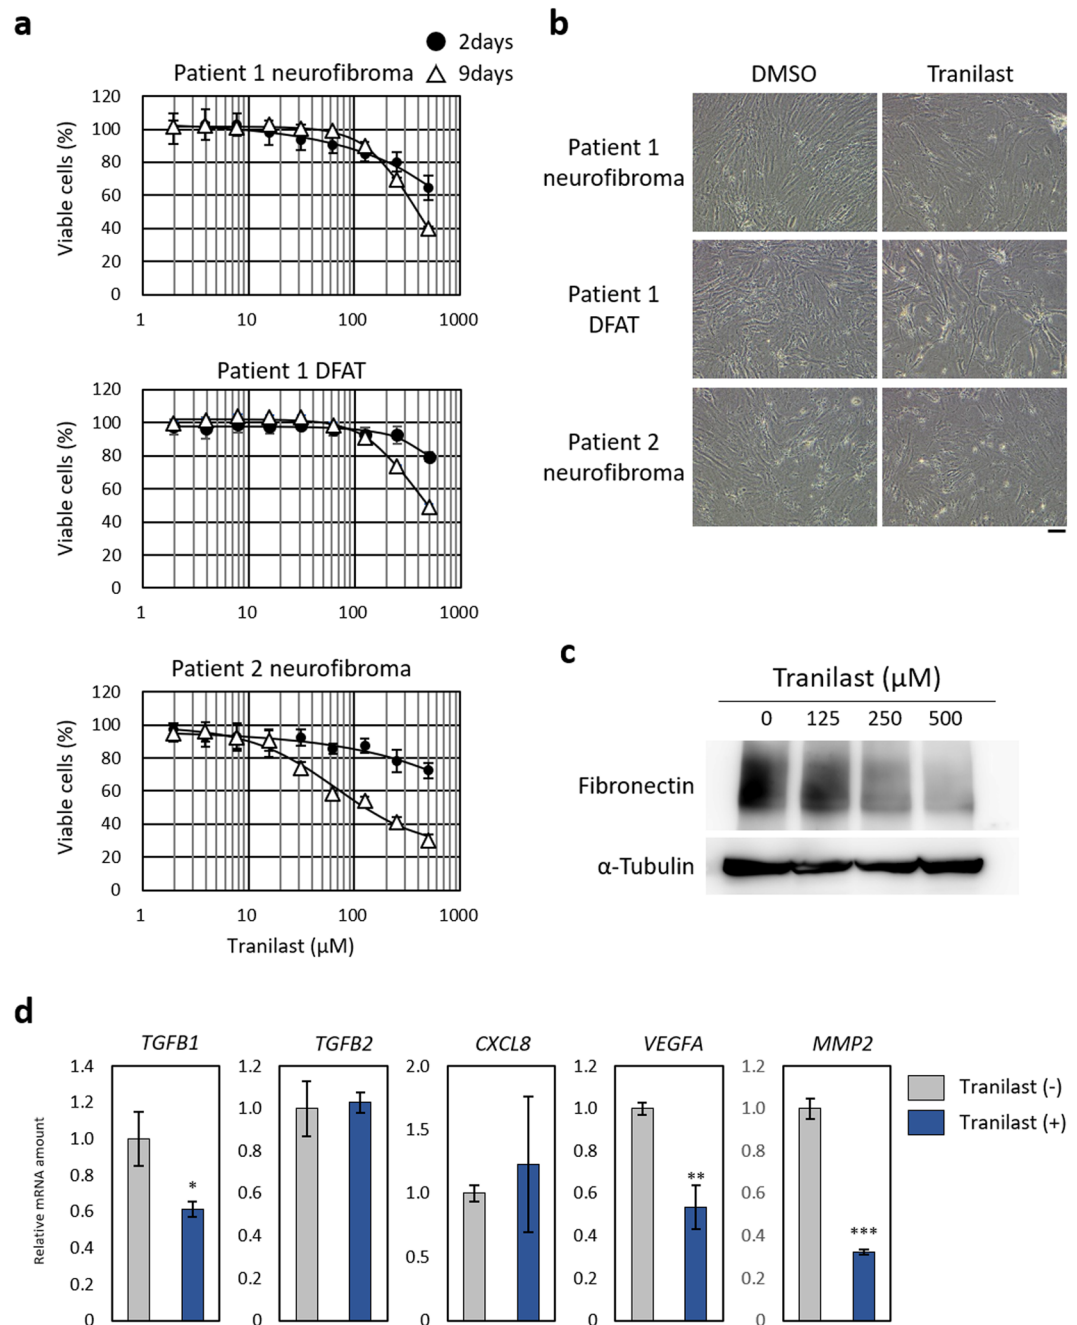 a
2days
Patient 1 neurofibroma
9days
Viable cells (%)
120
100
80
60
40
20
0
1 10 100 1000
Patient 1 DFAT
Viable cells (%)
120
100
80
60
40
20
0
1 10 100 1000
Patient 2 neurofibroma
Viable cells (%)
120
100
80
60
40
20
0
1 10 100 1000
Tranilast (μM)
b
DMSO Tranilast
Patient 1
neurofibroma
Patient 1
DFAT
Patient 2
neurofibroma
c
Tranilast (μM)
0 125 250 500
Fibronectin
α-Tubulin
d
Relative mRNA amount
TGFB1
1.4
1.2
1.0
0.8
0.6
0.4
0.2
0
*
TGFB2
1.2
1.0
0.8
0.6
0.4
0.2
0
CXCL8
2.0
1.5
1.0
0.5
0
VEGFA
1.2
1.0
0.8
0.6
0.4
0.2
0
**
MMP2
1.2
1.0
0.8
0.6
0.4
0.2
0
***
Tranilast (-)
Tranilast (+)